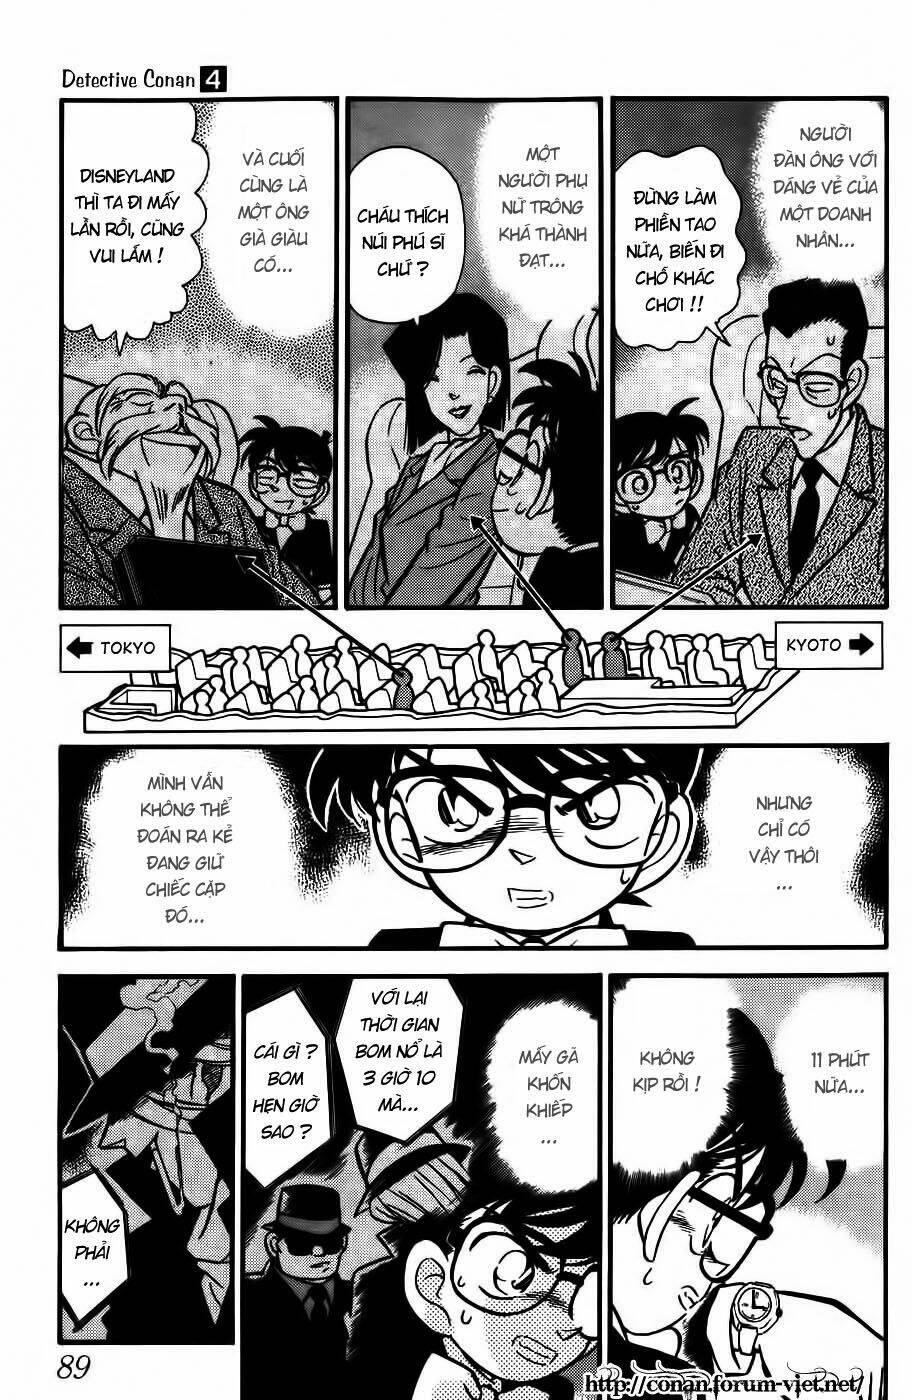 Detective Conan 4
NGƯỜI
ĐÀN ÔNG VỚI
DÁNG VẺ CỦA
MỘT DOANH
NHÂN...
ĐỪNG LÀM
PHIỀN TAO
NỮA, BIẾN ĐI
CHỖ KHÁC
CHƠI !!
MỘT
NGƯỜI PHỤ
NỮ TRÔNG
KHÁ THÀNH
ĐẠT...
CHÁU THÍCH
NÚI PHÚ SĨ
CHỨ ?
VÀ CUỐI
CÙNG LÀ
MỘT ÔNG
GIÀ GIÀU
CÓ...
DISNEYLAND
THÌ TA ĐI MẤY
LẦN RỒI, CŨNG
VUI LẮM !
TOKYO
KYOTO
NHƯNG
CHỈ CÓ
VẬY THÔI
...
MÌNH VẪN
KHÔNG THỂ
ĐOÁN RA KẺ
ĐANG GIỮ
CHIẾC CẶP
ĐÓ...
11 PHÚT
NỮA...
KHÔNG
KỊP RỒI !
MẤY GÃ
KHỐN
KHIẾP
...
VỚI LẠI
THỜI GIAN
BOM NỔ LÀ
3 GIỜ 10
MÀ...
CÁI GÌ ?
BOM
HẸN GIỜ
SAO ?
KHÔNG
PHẢI
...
89
http://conan.forum-viet.net/